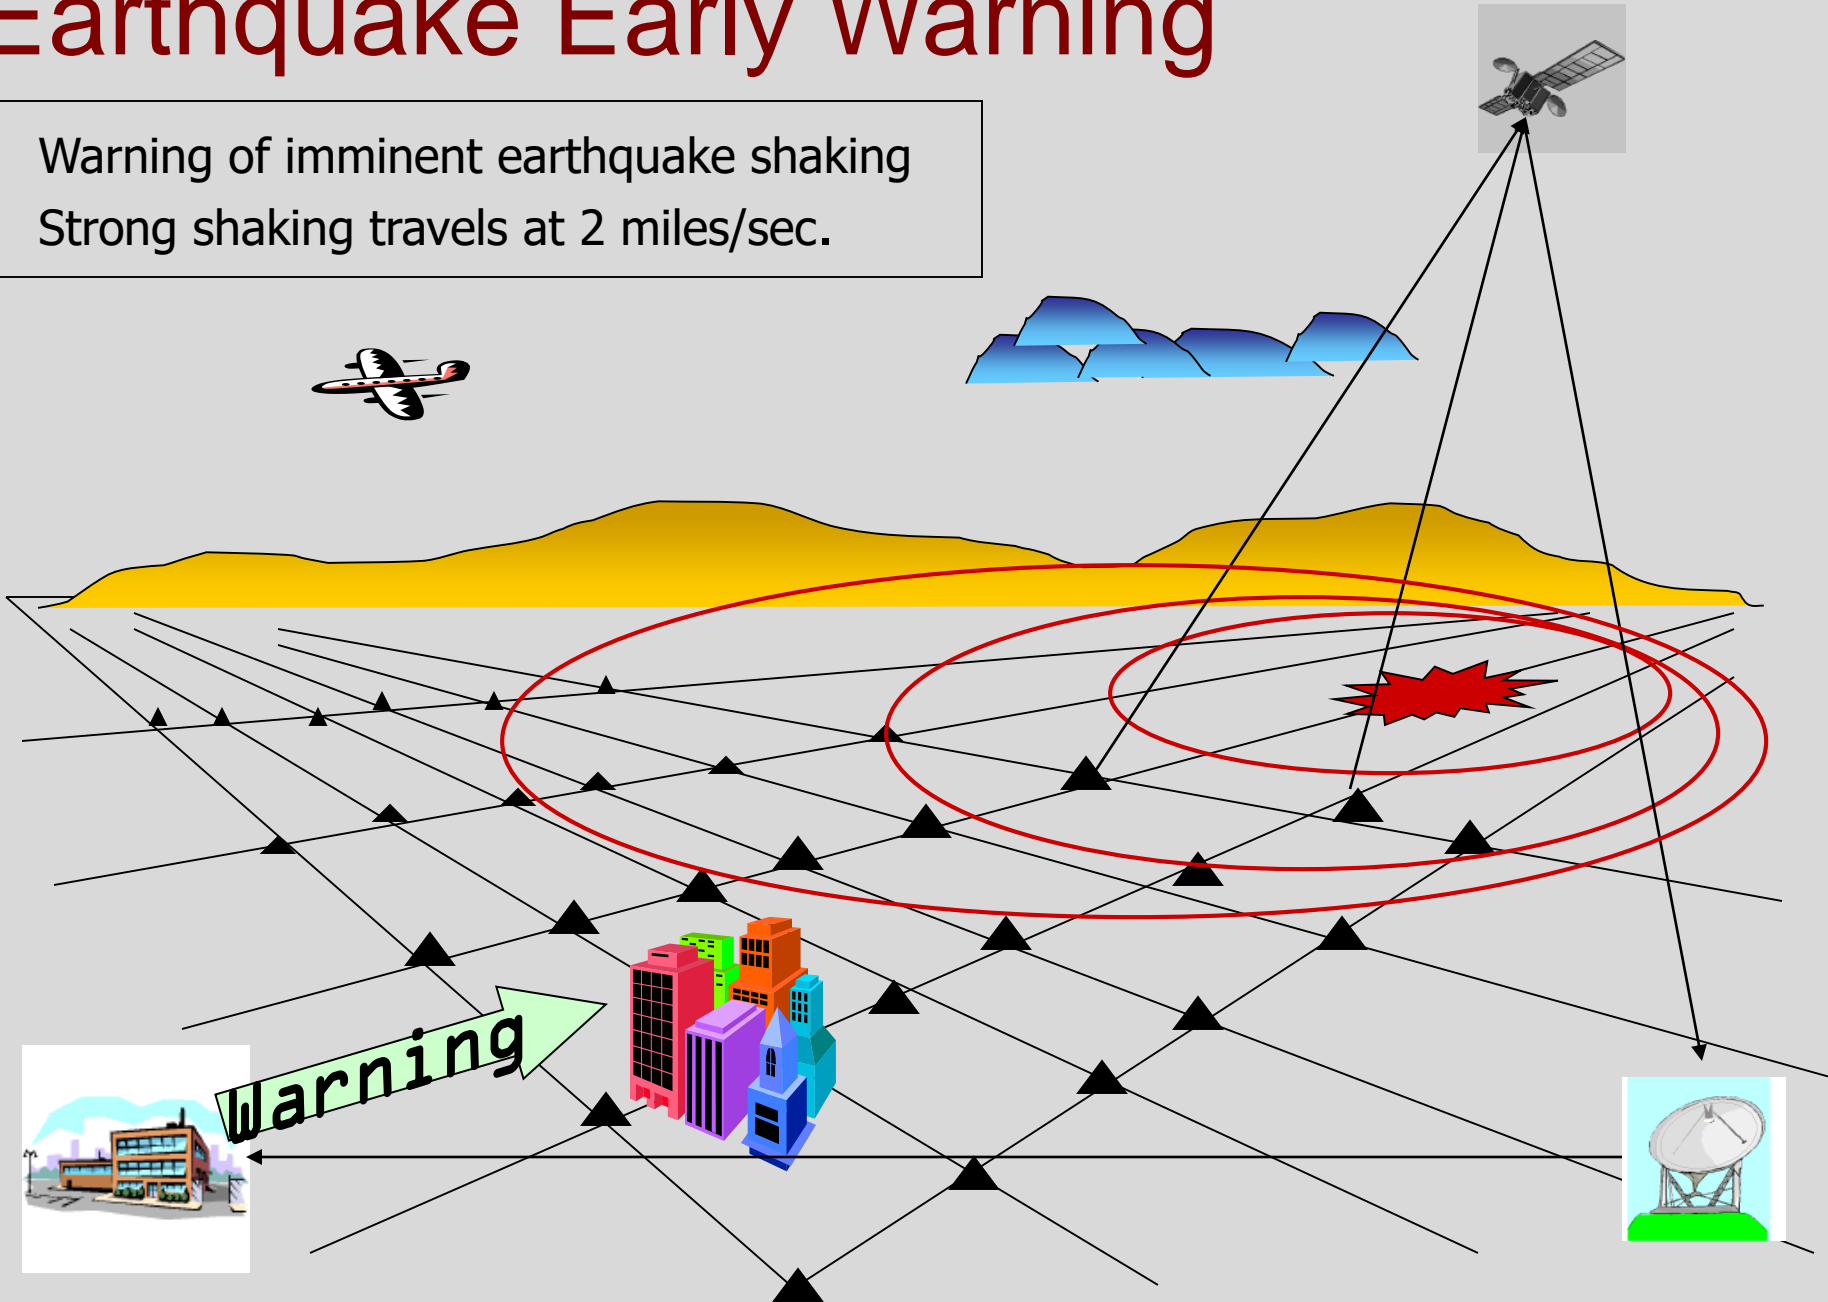 Earthquake Early Warning
Warning of imminent earthquake shaking
Strong shaking travels at 2 miles/sec.
Warning